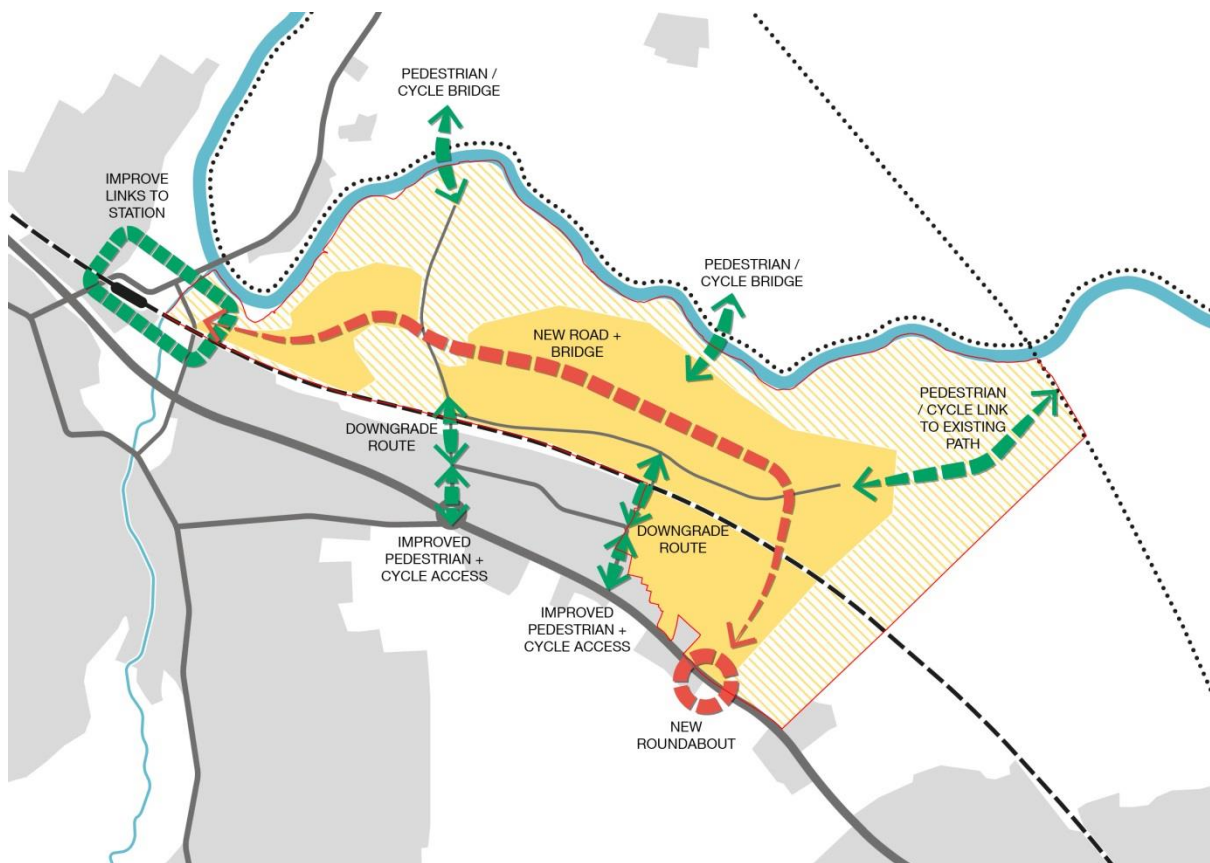 PEDESTRIAN /
CYCLE BRIDGE
IMPROVE
LINKS TO
STATION
PEDESTRIAN /
CYCLE BRIDGE
NEW ROAD +
BRIDGE
PEDESTRIAN
/ CYCLE LINK
TO EXISTING
PATH
DOWNGRADE
ROUTE
DOWNGRADE
ROUTE
IMPROVED
PEDESTRIAN +
CYCLE ACCESS
IMPROVED
PEDESTRIAN +
CYCLE ACCESS
NEW
ROUNDABOUT